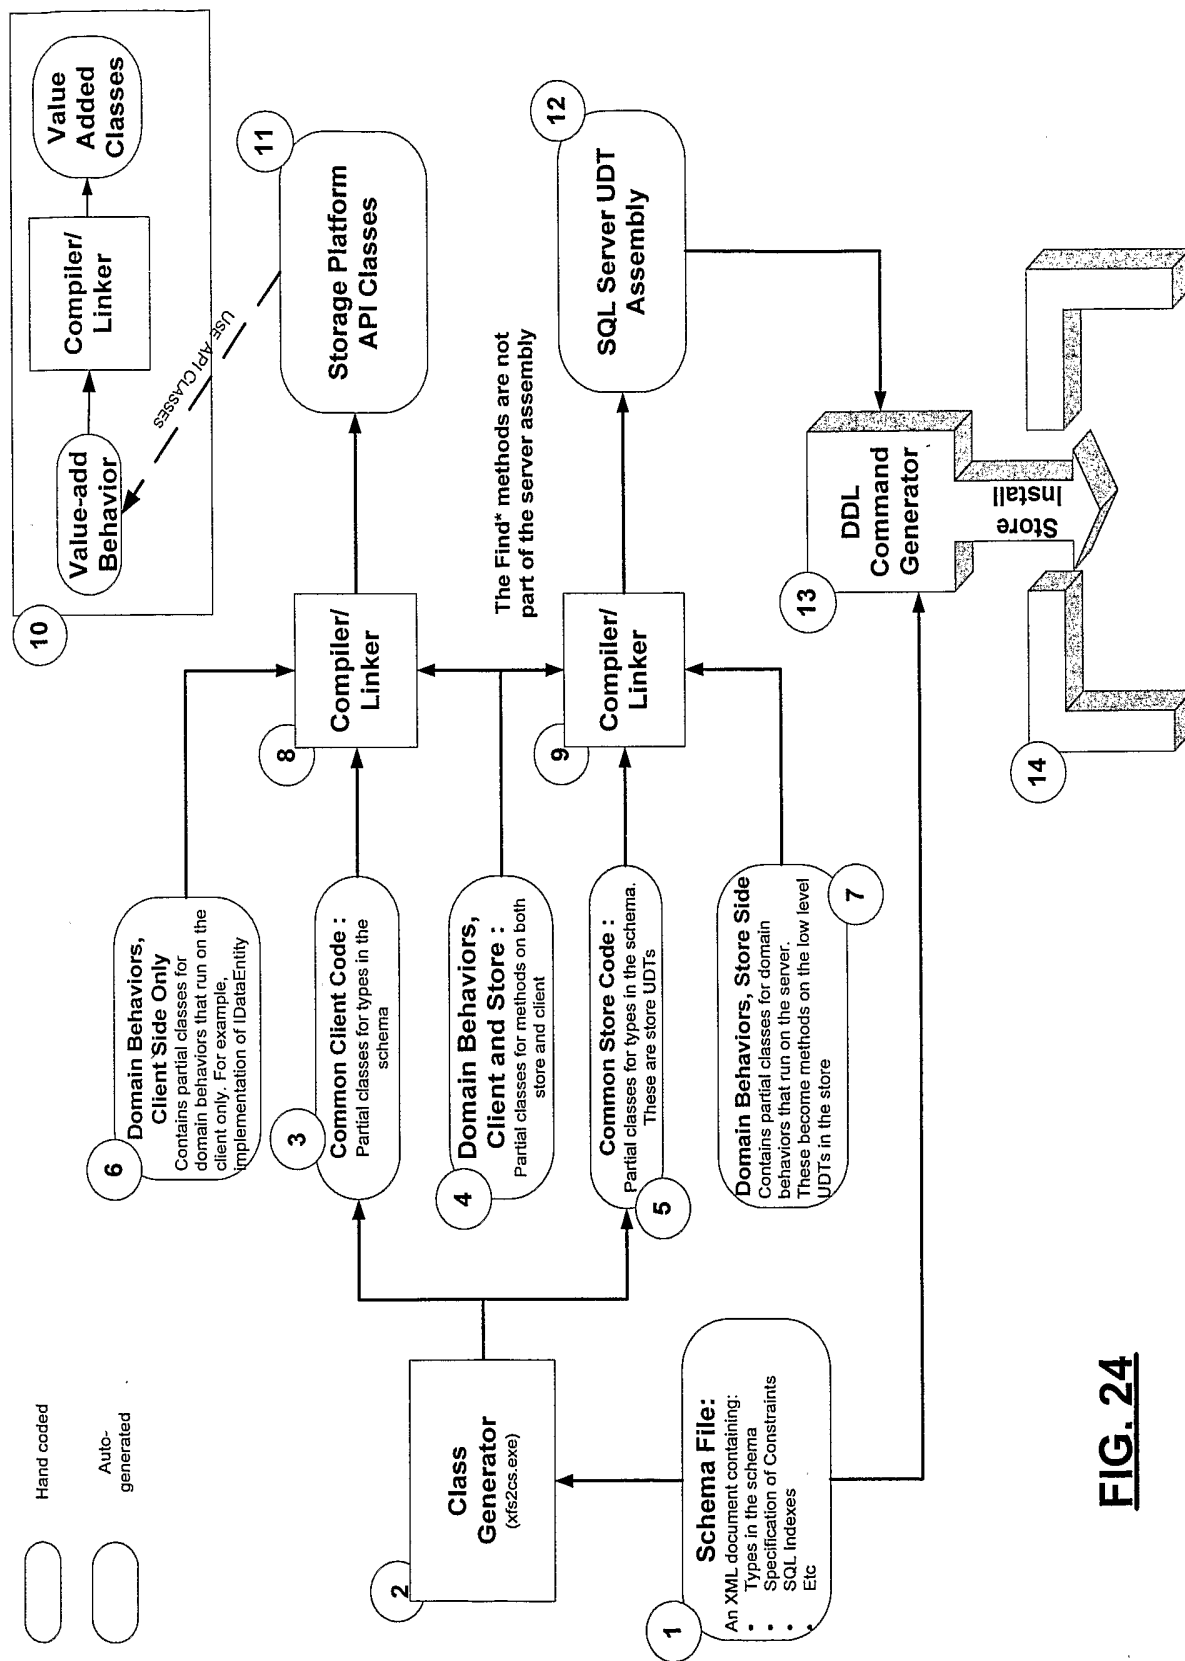 Hand coded
Auto-
generated
10
Value-add
Behavior
Compiler/
Linker
Value
Added
Classes
USE API CLASSES
6
Domain Behaviors,
Client Side Only
Contains partial classes for
domain behaviors that run on the
client only. For example,
implementation of IDataEntity
3
Common Client Code :
Partial classes for types in the
schema
8
Compiler/
Linker
11
Storage Platform
API Classes
2
Class
Generator
(xfs2cs.exe)
4
Domain Behaviors,
Client and Store :
Partial classes for methods on both
store and client
The Find* methods are not
part of the server assembly
5
Common Store Code :
Partial classes for types in the schema.
These are store UDTs
9
Compiler/
Linker
12
SQL Server UDT
Assembly
1
Schema File:
An XML document containing:
• Types in the schema
• Specification of Constraints
• SQL Indexes
• Etc
7
Domain Behaviors, Store Side
Contains partial classes for domain
behaviors that run on the server.
These become methods on the low level
UDTs in the store
13
DDL
Command
Generator
Store
Install
14
FIG. 24